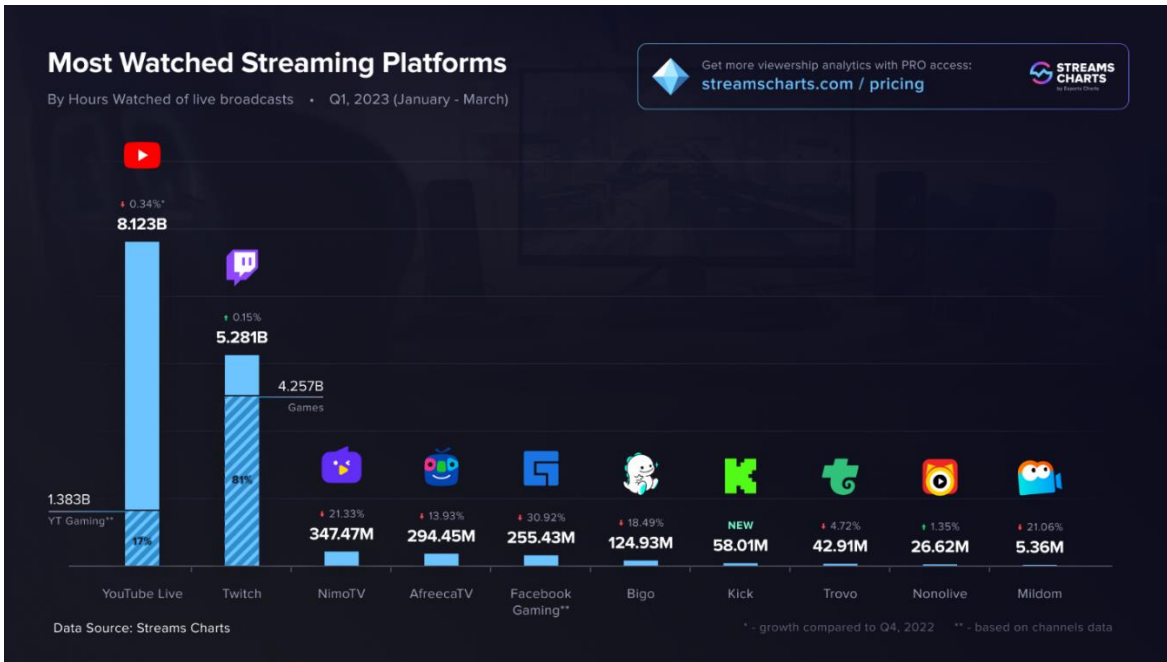 Most Watched Streaming Platforms
By Hours Watched of live broadcasts • Q1, 2023 (January - March)
Get more viewership analytics with PRO access:
streamscharts.com / pricing
STREAMS
CHARTS
by Esports Charts
0.34%*
8.123B
0.15%
5.281B
4.257B
Games
81%
1.383B
YT Gaming**
17%
21.33%
347.47M
13.93%
294.45M
30.92%
255.43M
18.49%
124.93M
NEW
58.01M
4.72%
42.91M
1.35%
26.62M
21.06%
5.36M
YouTube Live
Twitch
NimoTV
AfreecaTV
Facebook
Gaming**
Bigo
Kick
Trovo
Nonolive
Mildom
Data Source: Streams Charts
* - growth compared to Q4, 2022 ** - based on channels data